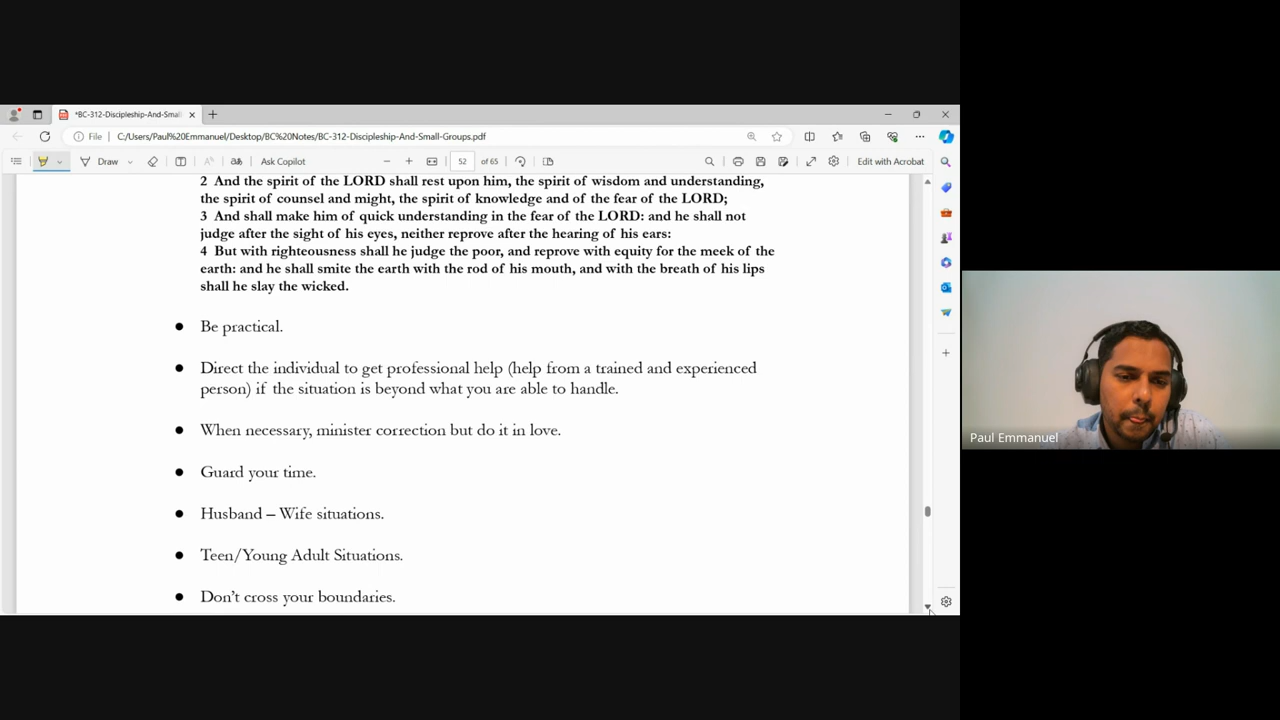 *BC-312-Discipleship-And-Small
File
C:/Users/Paul%20Emmanuel/Desktop/BC%20Notes/BC-312-Discipleship-And-Small-Groups.pdf
Draw
Ask Copilot
52 of 65
Edit with Acrobat
2 And the spirit of the LORD shall rest upon him, the spirit of wisdom and understanding,
the spirit of counsel and might, the spirit of knowledge and of the fear of the LORD;
3 And shall make him of quick understanding in the fear of the LORD: and he shall not
judge after the sight of his eyes, neither reprove after the hearing of his ears:
4 But with righteousness shall he judge the poor, and reprove with equity for the meek of the
earth: and he shall smite the earth with the rod of his mouth, and with the breath of his lips
shall he slay the wicked.
● Be practical.
● Direct the individual to get professional help (help from a trained and experienced
person) if the situation is beyond what you are able to handle.
● When necessary, minister correction but do it in love.
● Guard your time.
● Husband – Wife situations.
● Teen/Young Adult Situations.
● Don't cross your boundaries.
Paul Emmanuel